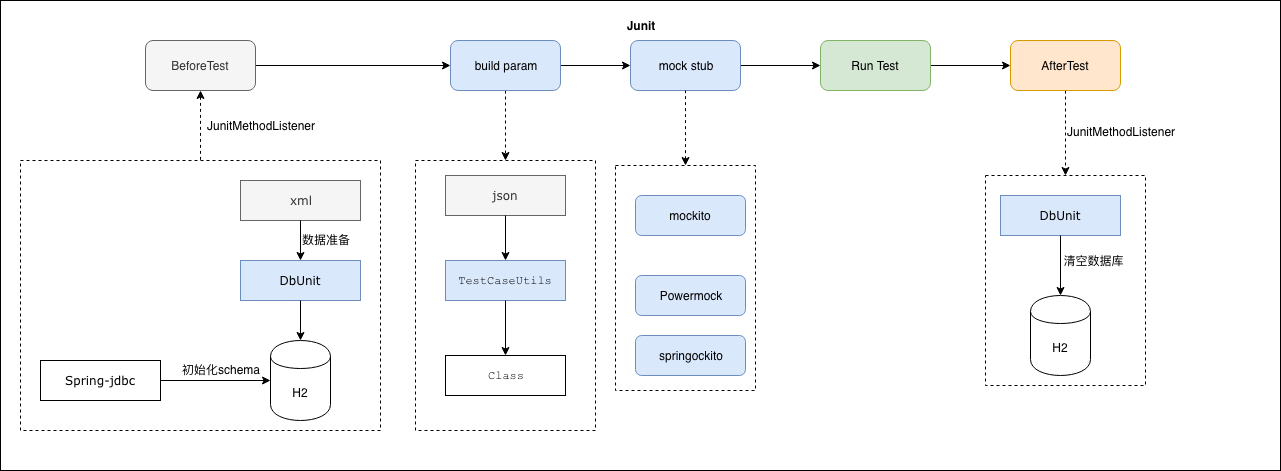 Junit
BeforeTest
build param
mock stub
Run Test
AfterTest
JunitMethodListener
JunitMethodListener
xml
数据准备
DbUnit
Spring-jdbc
初始化schema
H2
json
TestCaseUtils
Class
mockito
Powermock
springockito
DbUnit
清空数据库
H2